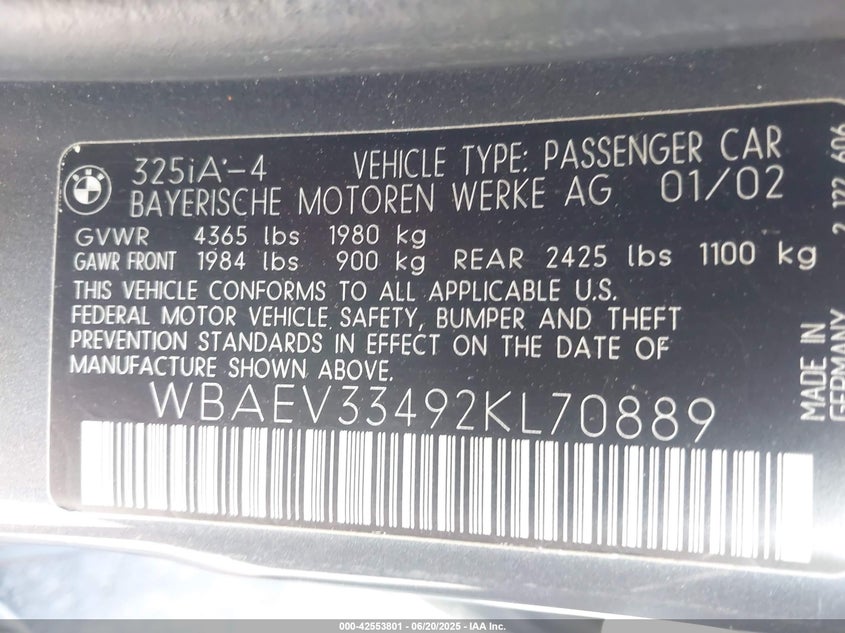 325iA*-4 VEHICLE TYPE: PASSENGER CAR
BAYERISCHE MOTOREN WERKE AG 01/02
GVWR 4365 lbs 1980 kg
GAWR FRONT 1984 lbs 900 kg REAR 2425 lbs 1100 kg
THIS VEHICLE CONFORMS TO ALL APPLICABLE U.S.
FEDERAL MOTOR VEHICLE SAFETY, BUMPER AND THEFT
PREVENTION STANDARDS IN EFFECT ON THE DATE OF
MANUFACTURE SHOWN ABOVE.
WBAEV33492KL70889
2 122 606
MADE IN
GERMANY
000-42553801 - 06/20/2025 - IAA Inc.